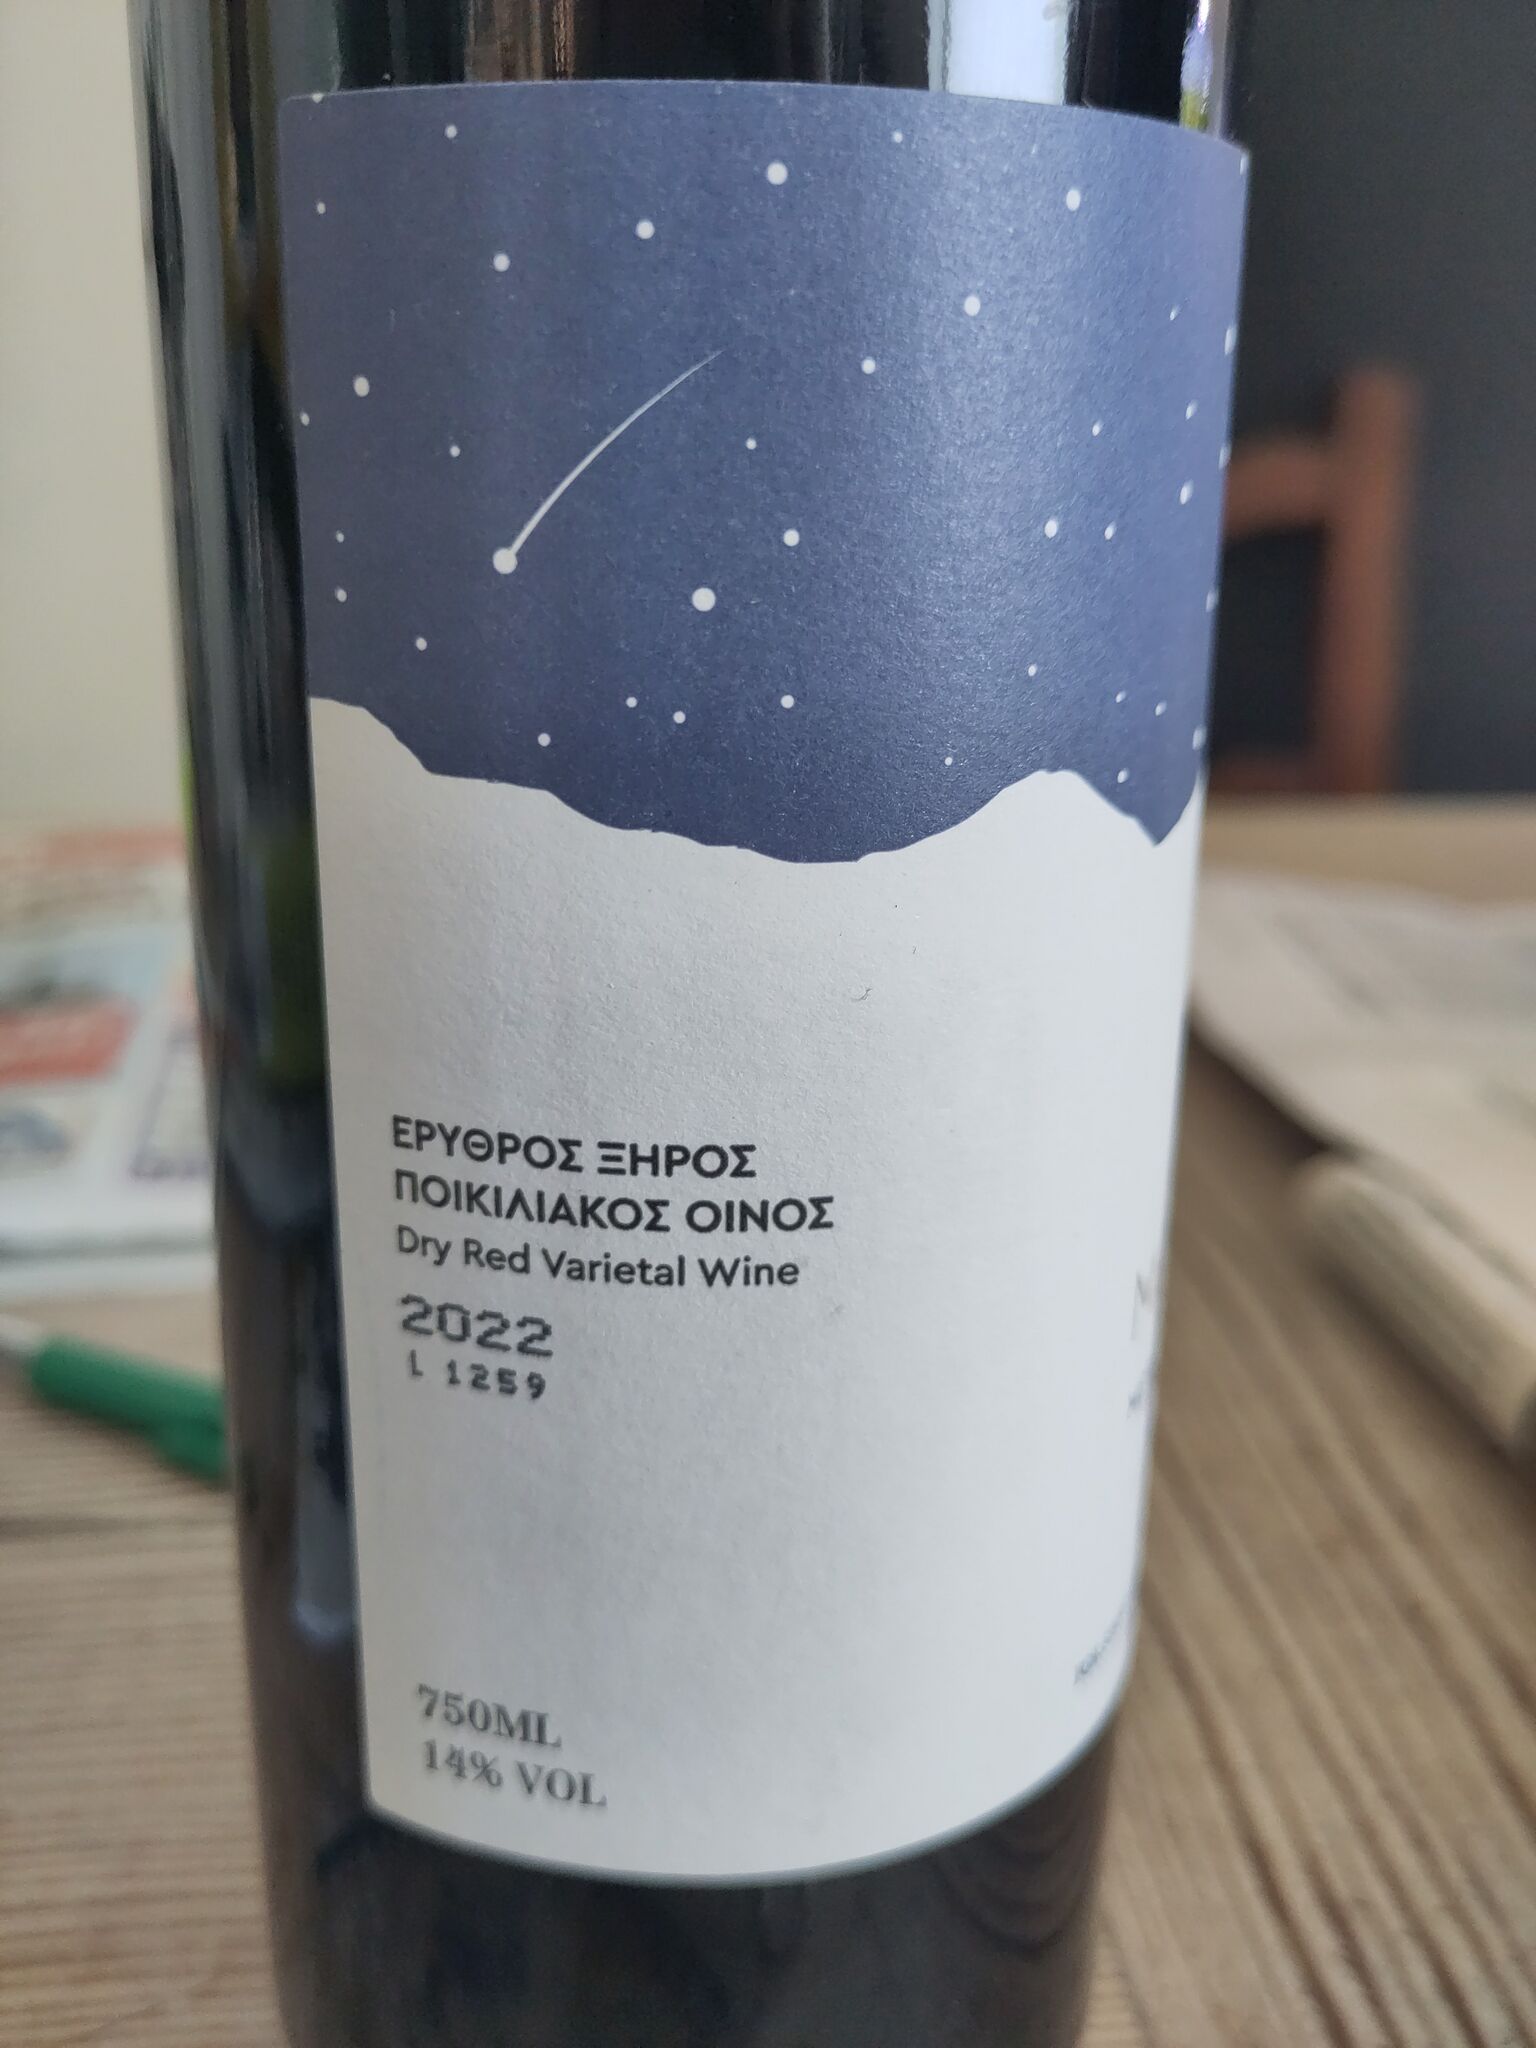 ΕΡΥΘΡΟΣ ΞΗΡΟΣ
ΠΟΙΚΙΛΙΑΚΟΣ ΟΙΝΟΣ
Dry Red Varietal Wine
2022
L 1259
750ML
14% VOL